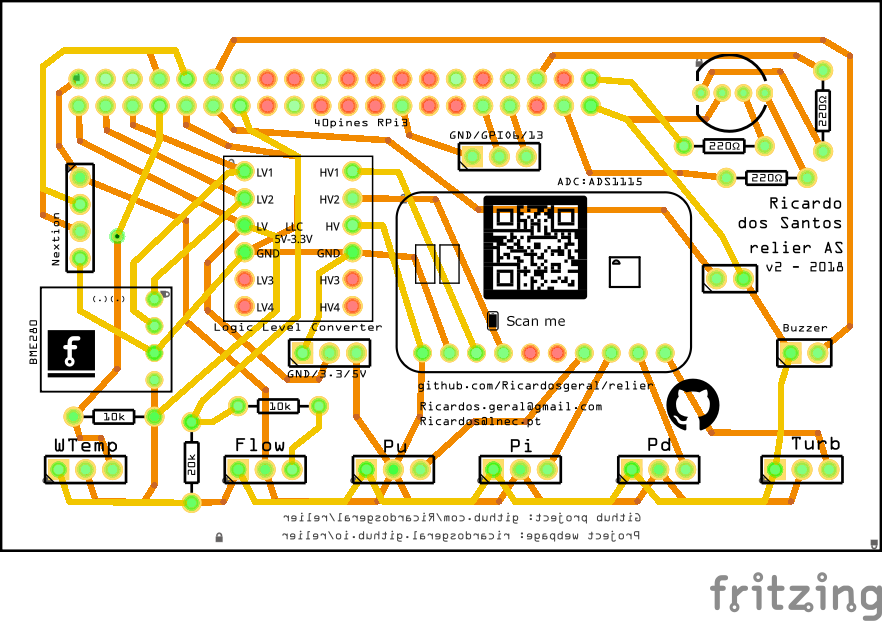 40pines RPi3
GND/GPIO6/13
220Ω
220Ω
220Ω
ADC:ADS1115
Ricardo
dos Santos
relier AS
v2 - 2018
Nextion
LV1
HV1
LV2
HV2
LV
LLC
HV
5V-3.3V
GND
GND
LV3
HV3
LV4
HV4
Logic Level Converter
Scan me
BME280
(.)(.)
f
Buzzer
GND/3.3/5V
github.com/Ricardosgeral/relier
Ricardos.geral@gmail.com
Ricardos@lnec.pt
10k
10k
20k
WTemp
Flow
Pu
Pi
Pd
Turb
Github project: git: github.com/Ricardosgeral/relier
Project webpage: ricardosgeral.github.io/relier
fritzing